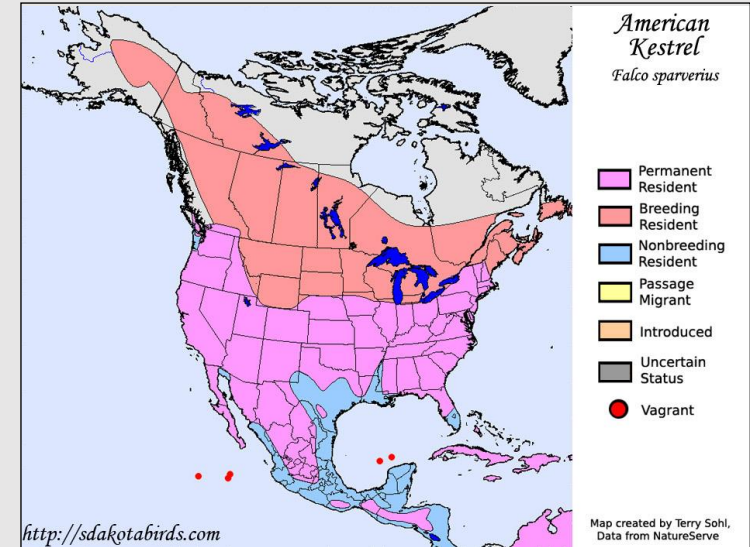 American
Kestrel
Falco sparverius
Permanent
Resident
Breeding
Resident
Nonbreeding
Resident
Passage
Migrant
Introduced
Uncertain
Status
Vagrant
http://sdakotabirds.com
Map created by Terry Sohl,
Data from NatureServe